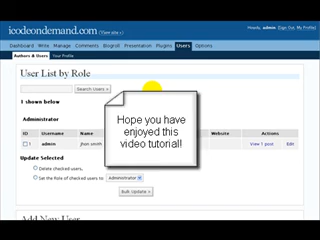 icodeondemand.com (View site »)
Howdy, admin. [Sign Out, My Profile]
Dashboard Write Manage Comments Blogroll Presentation Plugins Users Options
Authors & Users Your Profile
User List by Role
Search Users »
1 shown below
Administrator
ID Username Name Website Actions
1 admin jhon smith View 1 post Edit
Update Selected
Delete checked users.
Set the Role of checked users to: Administrator
Bulk Update »
Add New User
Hope you have
enjoyed this
video tutorial!